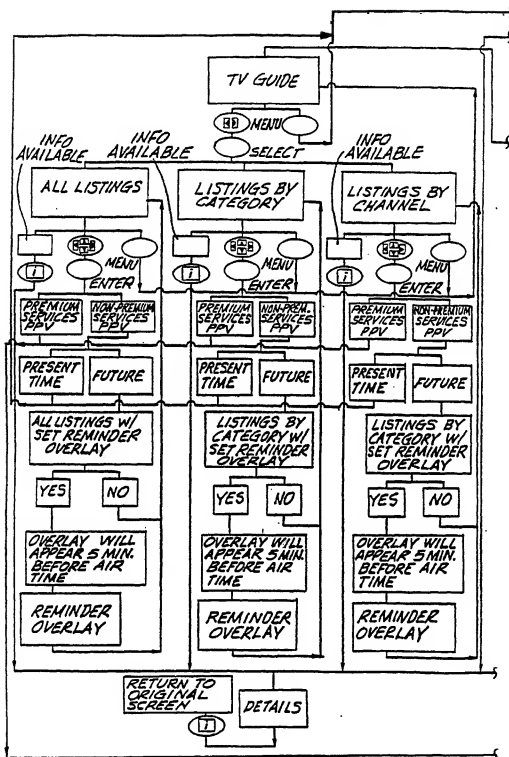 TV GUIDE
MENU
SELECT
INFO
AVAILABLE
INFO
AVAILABLE
INFO
AVAILABLE
ALL LISTINGS
LISTINGS BY
CATEGORY
LISTINGS BY
CHANNEL
i
MENU
ENTER
i
MENU
ENTER
i
MENU
ENTER
PREMIUM
SERVICES
PPV
NON-PREMIUM
SERVICES
PPV
PREMIUM
SERVICES
PPV
NON-PREM.
SERVICES
PPV
PREMIUM
SERVICES
PPV
NON-PREMIUM
SERVICES
PPV
PRESENT
TIME
FUTURE
PRESENT
TIME
FUTURE
PRESENT
TIME
FUTURE
ALL LISTINGS W/
SET REMINDER
OVERLAY
LISTINGS BY
CATEGORY W/
SET REMINDER
OVERLAY
LISTINGS BY
CATEGORY W/
SET REMINDER
OVERLAY
YES
NO
YES
NO
YES
NO
OVERLAY WILL
APPEAR 5 MIN.
BEFORE AIR
TIME
OVERLAY WILL
APPEAR 5 MIN.
BEFORE AIR
TIME
OVERLAY WILL
APPEAR 5 MIN.
BEFORE AIR
TIME
REMINDER
OVERLAY
REMINDER
OVERLAY
REMINDER
OVERLAY
RETURN TO
ORIGINAL
SCREEN
DETAILS
i